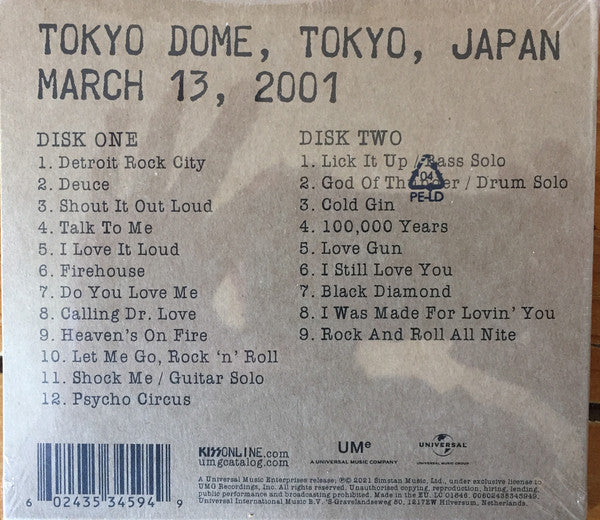 TOKYO DOME, TOKYO, JAPAN
MARCH 13, 2001
DISK ONE
1. Detroit Rock City
2. Deuce
3. Shout It Out Loud
4. Talk To Me
5. I Love It Loud
6. Firehouse
7. Do You Love Me
8. Calling Dr. Love
9. Heaven's On Fire
10. Let Me Go, Rock 'n' Roll
11. Shock Me / Guitar Solo
12. Psycho Circus
DISK TWO
1. Lick It Up / Bass Solo
2. God Of Thunder / Drum Solo
3. Cold Gin
4. 100,000 Years
5. Love Gun
6. I Still Love You
7. Black Diamond
8. I Was Made For Lovin' You
9. Rock And Roll All Nite
04
PE-LD
KISSONLINE.com
umgcatalog.com
UMe
A UNIVERSAL MUSIC COMPANY
UNIVERSAL
UNIVERSAL MUSIC GROUP
6 02435 34594 9
A Universal Music Enterprises release; ℗ © 2021 Simstan Music, Ltd., under exclusive license to
UMG Recordings, Inc. All rights reserved. Unauthorised copying, reproduction, hiring, lending,
public performance and broadcasting prohibited. Made in the EU. LC 01846. 00602435345949.
Universal International Music B.V. 's-Gravelandseweg 80, 1217EW Hilversum, Netherlands.